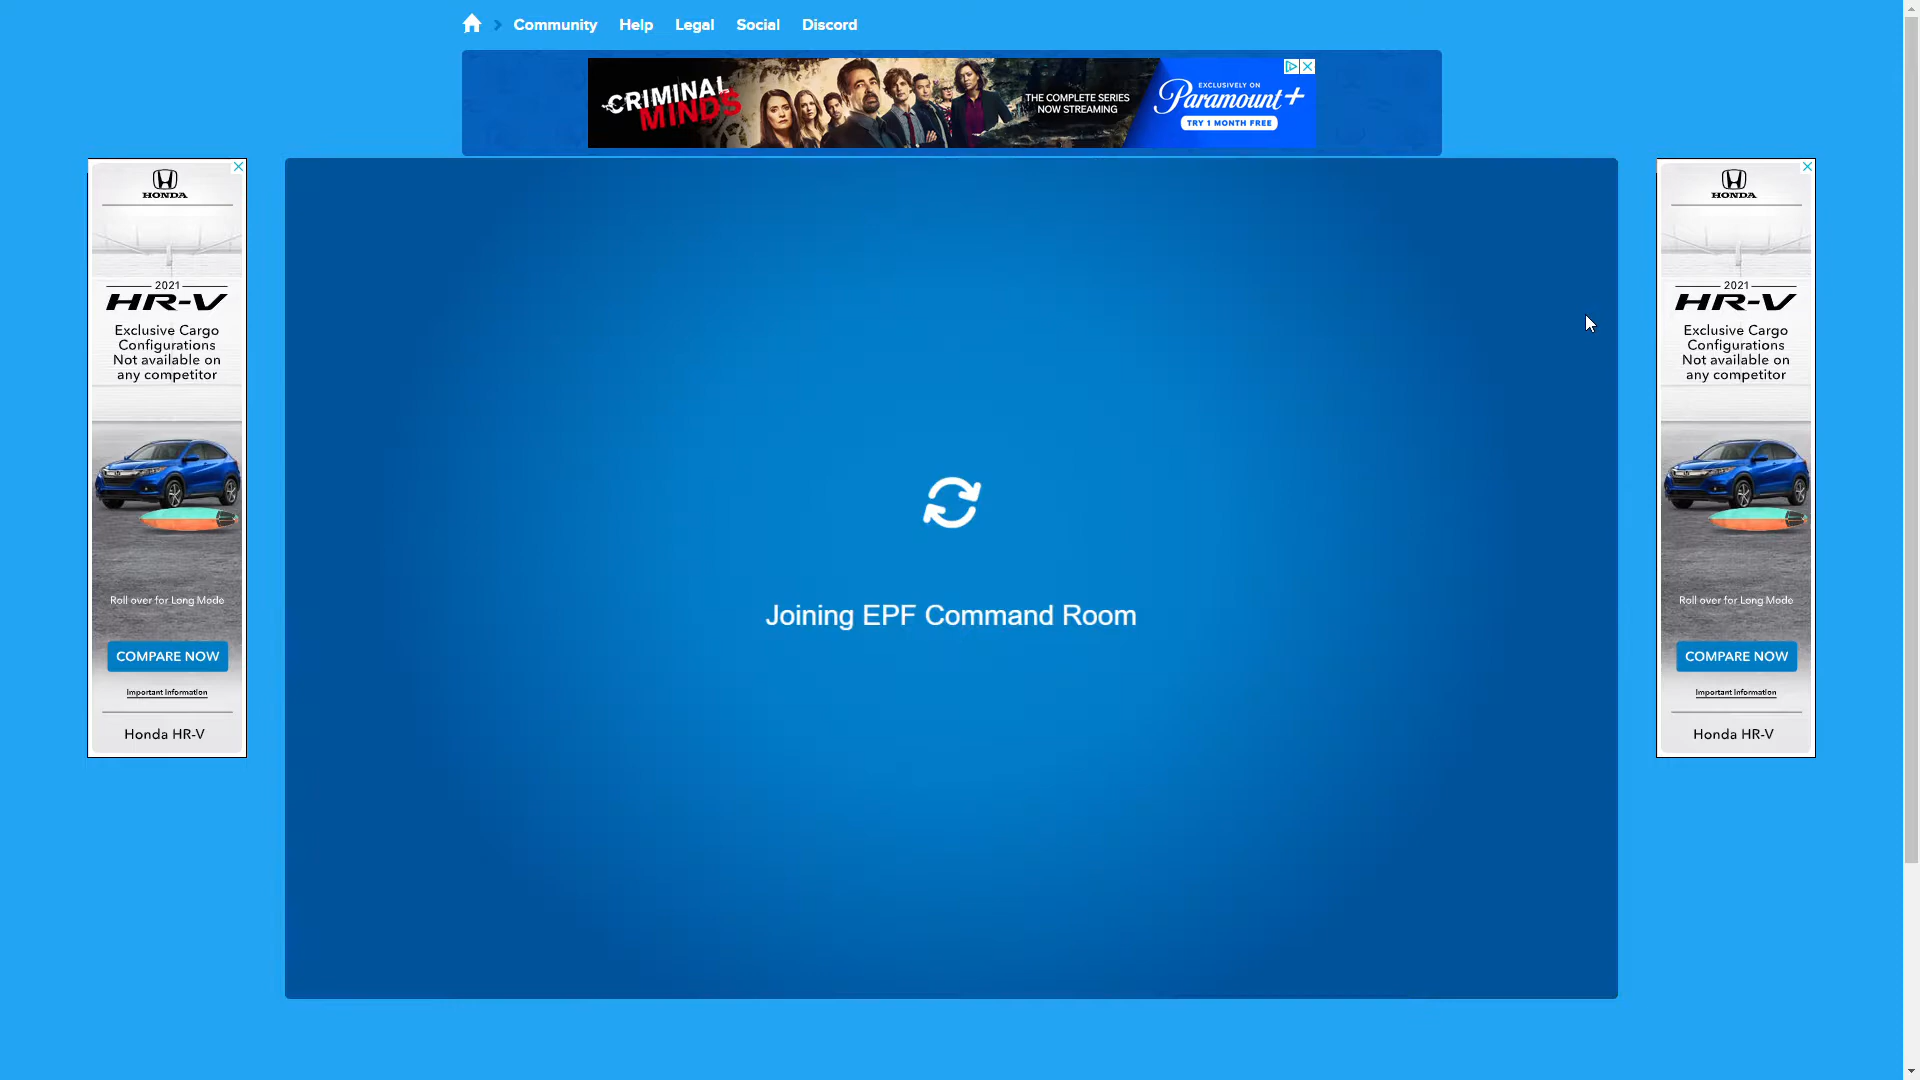 Community Help Legal Social Discord
CRIMINAL
MINDS
THE COMPLETE SERIES
NOW STREAMING
EXCLUSIVELY ON
Paramount+
TRY 1 MONTH FREE
HONDA
2021
HR-V
Exclusive Cargo
Configurations
Not available on
any competitor
Roll over for Long Mode
COMPARE NOW
Important Information
Honda HR-V
Joining EPF Command Room
HONDA
2021
HR-V
Exclusive Cargo
Configurations
Not available on
any competitor
Roll over for Long Mode
COMPARE NOW
Important Information
Honda HR-V